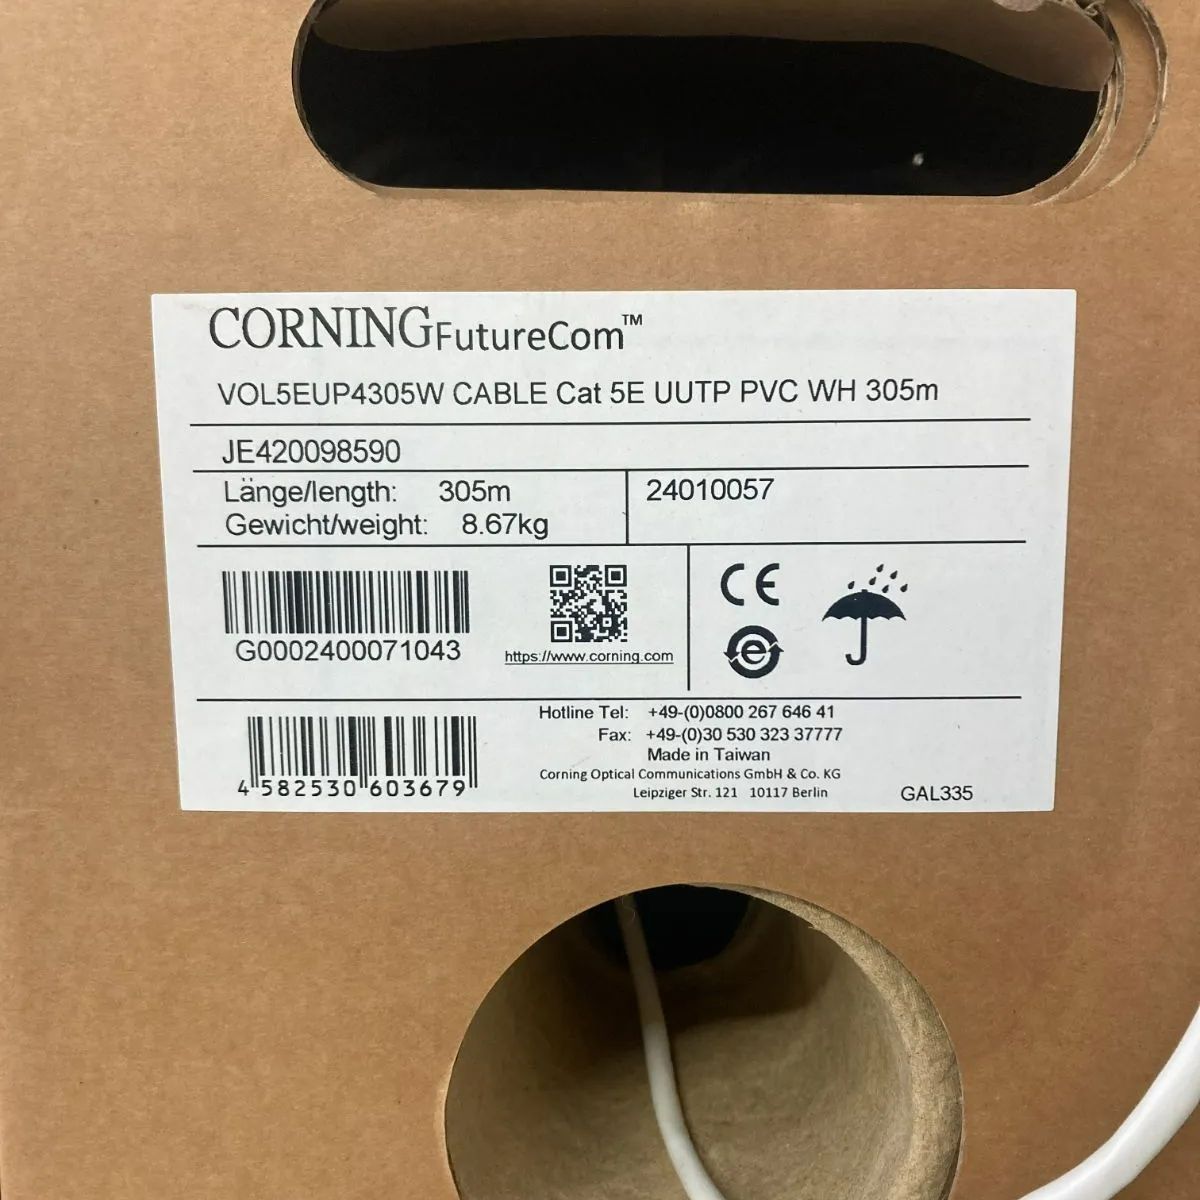 CORNING FutureCom™
VOL5EUP4305W CABLE Cat 5E UUTP PVC WH 305m
JE420098590
Länge/length: 305m
Gewicht/weight: 8.67kg
24010057
G0002400071043
https://www.corning.com
CE
e
4 582530 603679
Hotline Tel: +49-(0)0800 267 646 41
Fax: +49-(0)30 530 323 37777
Made in Taiwan
Corning Optical Communications GmbH & Co. KG
Leipziger Str. 121 10117 Berlin
GAL335